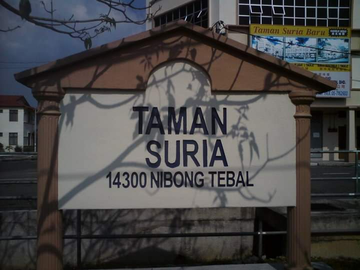 Taman Suria Baru
TAMAN
SURIA
14300 NIBONG TEBAL